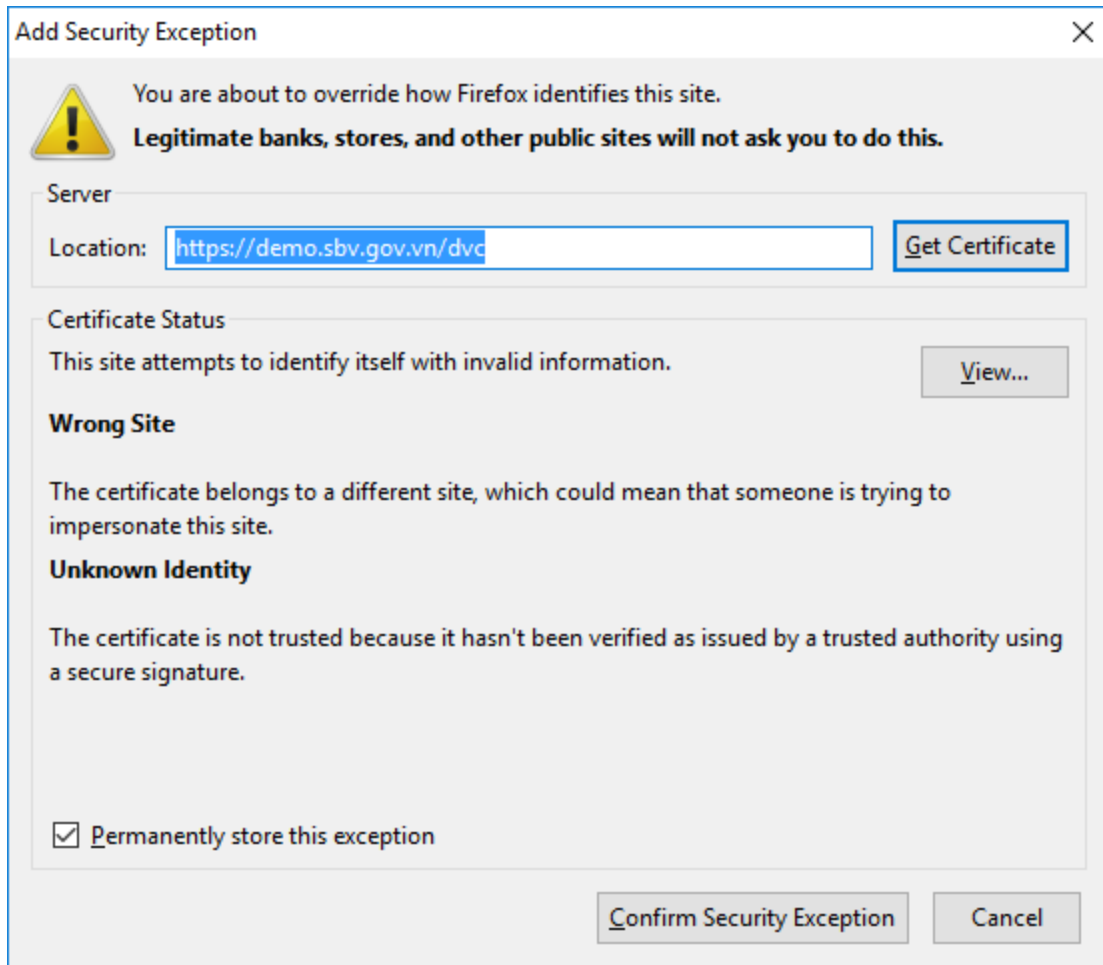 Add Security Exception
You are about to override how Firefox identifies this site.
Legitimate banks, stores, and other public sites will not ask you to do this.
Server
Location: https://demo.sbv.gov.vn/dvc Get Certificate
Certificate Status
This site attempts to identify itself with invalid information.
View...
Wrong Site
The certificate belongs to a different site, which could mean that someone is trying to
impersonate this site.
Unknown Identity
The certificate is not trusted because it hasn't been verified as issued by a trusted authority using
a secure signature.
Permanently store this exception
Confirm Security Exception Cancel